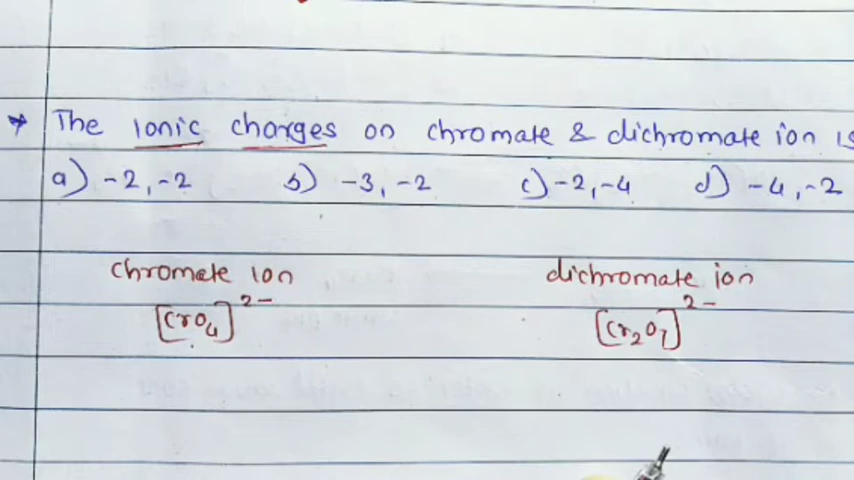 * The ionic charges on chromate & dichromate ion is
a) -2, -2 b) -3, -2 c) -2, -4 d) -4, -2
chromate ion dichromate ion
[CrO₄]²⁻ [Cr₂O₇]²⁻